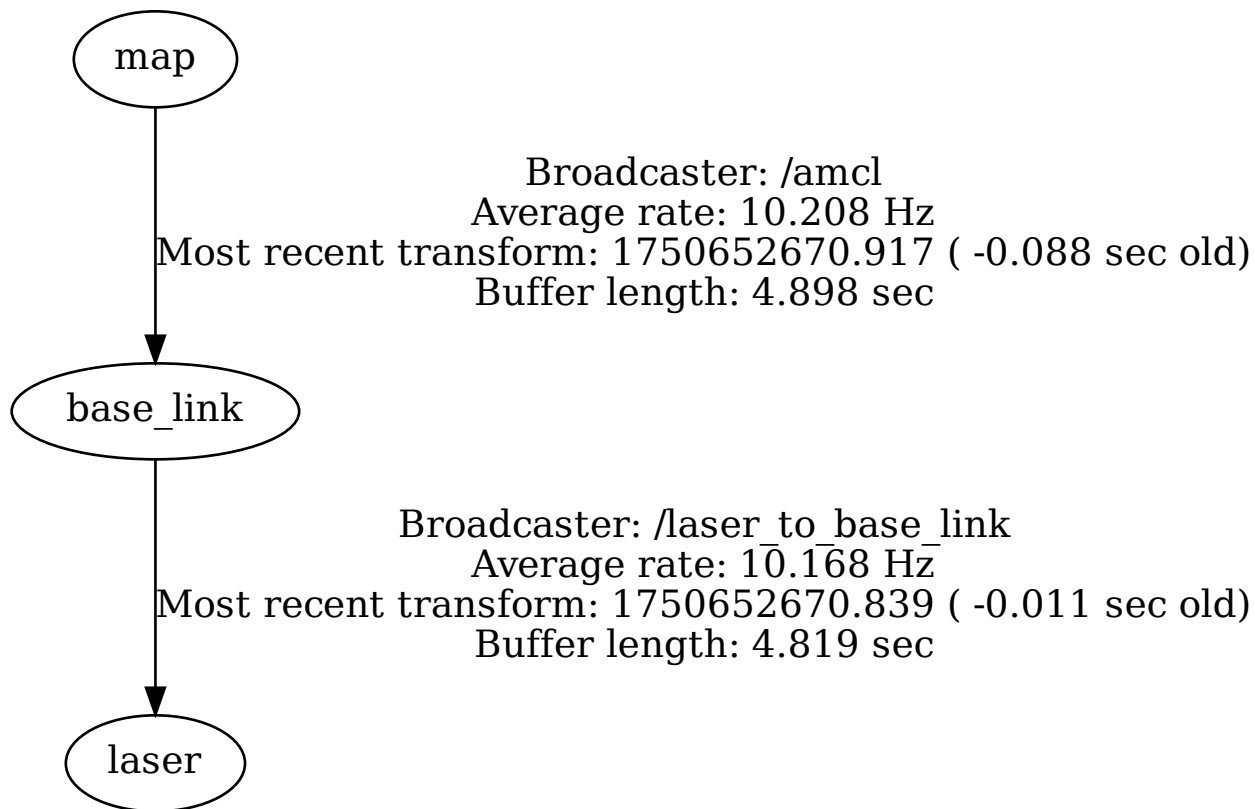 map
Broadcaster: /amcl
Average rate: 10.208 Hz
Most recent transform: 1750652670.917 ( -0.088 sec old)
Buffer length: 4.898 sec
base_link
Broadcaster: /laser_to_base_link
Average rate: 10.168 Hz
Most recent transform: 1750652670.839 ( -0.011 sec old)
Buffer length: 4.819 sec
laser